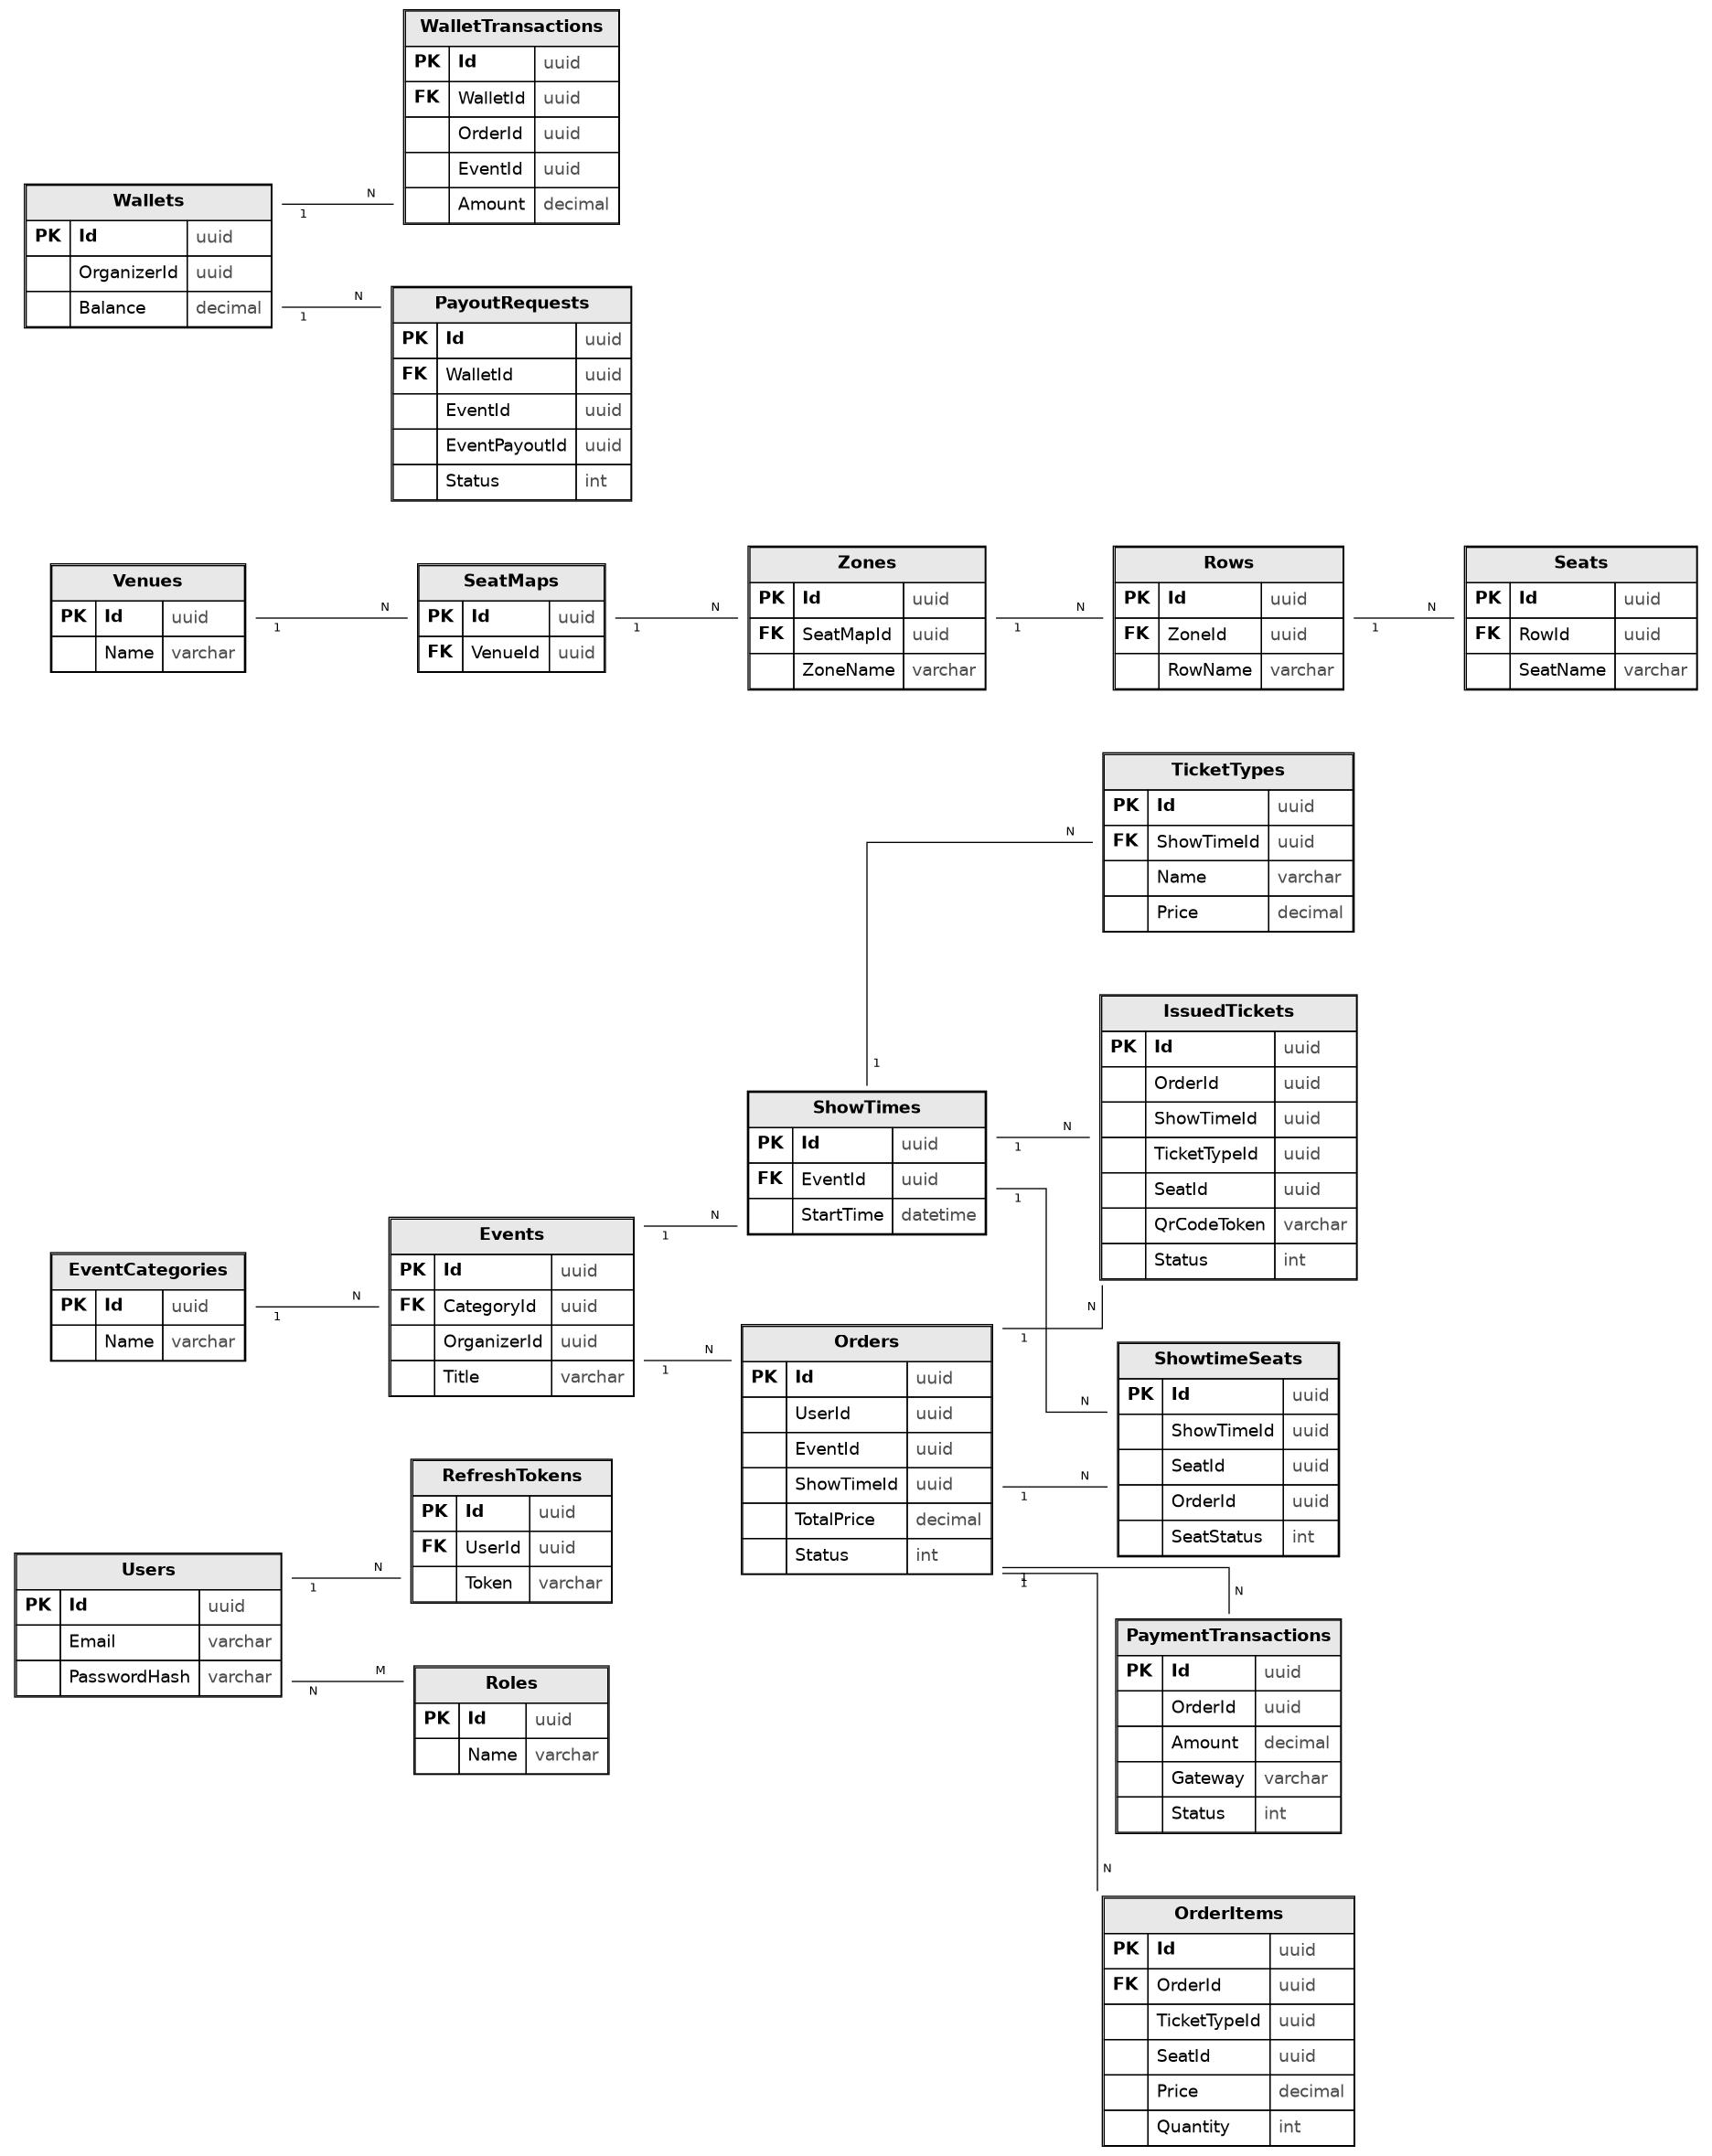 WalletTransactions
PK Id uuid
FK WalletId uuid
OrderId uuid
EventId uuid
Amount decimal
Wallets
PK Id uuid
OrganizerId uuid
Balance decimal
1 N
1 N
PayoutRequests
PK Id uuid
FK WalletId uuid
EventId uuid
EventPayoutId uuid
Status int
Venues
PK Id uuid
Name varchar
1 N
SeatMaps
PK Id uuid
FK VenueId uuid
1 N
Zones
PK Id uuid
FK SeatMapId uuid
ZoneName varchar
1 N
Rows
PK Id uuid
FK ZoneId uuid
RowName varchar
1 N
Seats
PK Id uuid
FK RowId uuid
SeatName varchar
TicketTypes
PK Id uuid
FK ShowTimeId uuid
Name varchar
Price decimal
N
1
IssuedTickets
PK Id uuid
OrderId uuid
ShowTimeId uuid
TicketTypeId uuid
SeatId uuid
QrCodeToken varchar
Status int
ShowTimes
PK Id uuid
FK EventId uuid
StartTime datetime
1 N
1 N
EventCategories
PK Id uuid
Name varchar
1 N
Events
PK Id uuid
FK CategoryId uuid
OrganizerId uuid
Title varchar
1 N
1 N
Orders
PK Id uuid
UserId uuid
EventId uuid
ShowTimeId uuid
TotalPrice decimal
Status int
1 N
1 N
1 N
1 N
ShowtimeSeats
PK Id uuid
ShowTimeId uuid
SeatId uuid
OrderId uuid
SeatStatus int
RefreshTokens
PK Id uuid
FK UserId uuid
Token varchar
Users
PK Id uuid
Email varchar
PasswordHash varchar
1 N
N M
Roles
PK Id uuid
Name varchar
PaymentTransactions
PK Id uuid
OrderId uuid
Amount decimal
Gateway varchar
Status int
OrderItems
PK Id uuid
FK OrderId uuid
TicketTypeId uuid
SeatId uuid
Price decimal
Quantity int